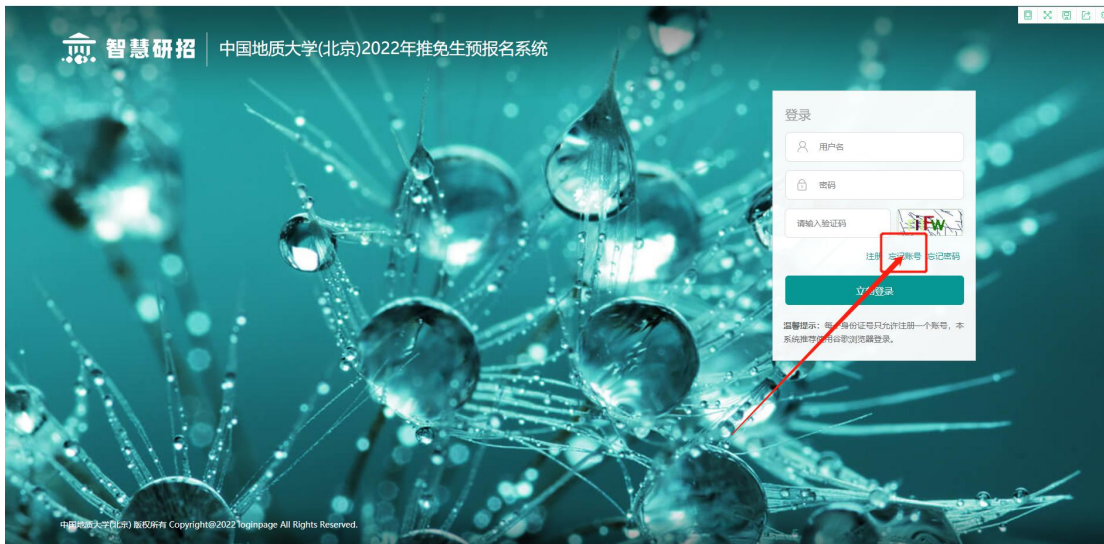 智慧研招
中国地质大学(北京)2022年推免生预报名系统
登录
用户名
密码
请输入验证码
iFw
注册 忘记账号 忘记密码
立即登录
温馨提示：每个身份证号只允许注册一个账号，本
系统推荐使用谷歌浏览器登录。
中国地质大学(北京) 版权所有 Copyright@2022 loginpage All Rights Reserved.